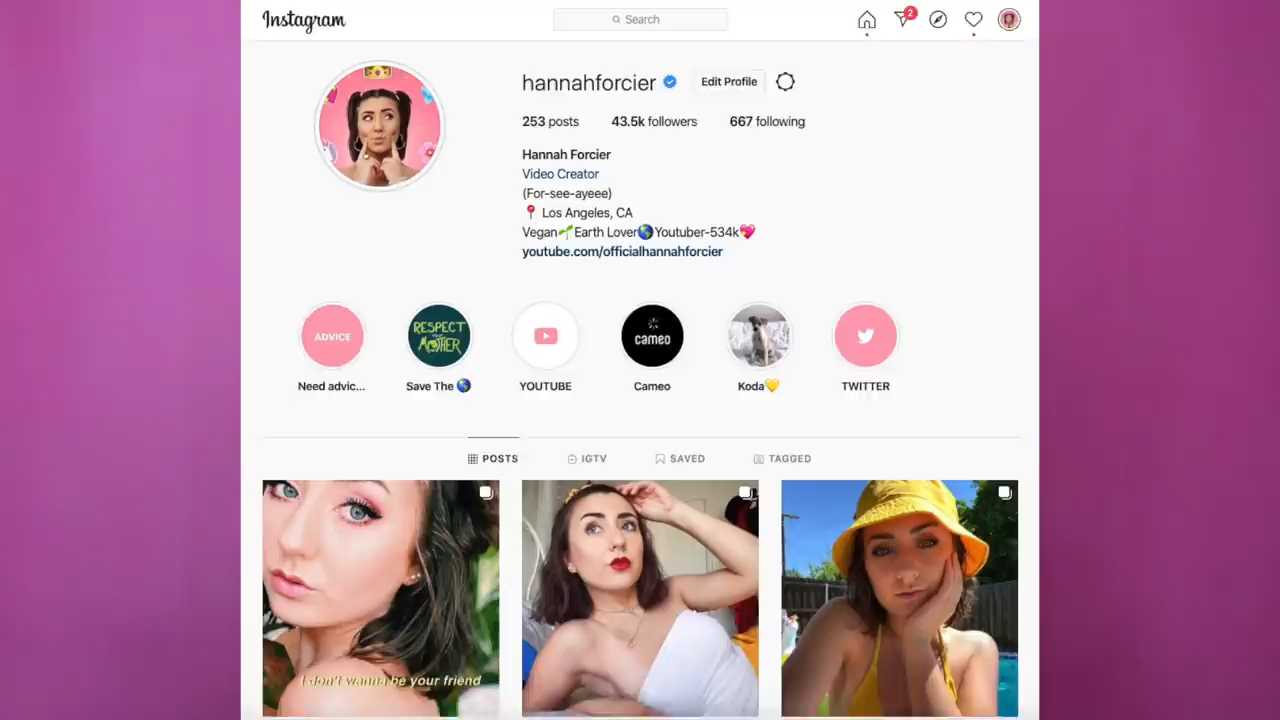 Instagram
Search
2
hannahforcier Edit Profile
253 posts 43.5k followers 667 following
Hannah Forcier
Video Creator
(For-see-ayeee)
📍 Los Angeles, CA
Vegan🌱Earth Lover🌎Youtuber-534k💖
youtube.com/officialhannahforcier
ADVICE
RESPECT
YOUR
MOTHER
cameo
Need advic...
Save The 🌎
YOUTUBE
Cameo
Koda💛
TWITTER
POSTS IGTV SAVED TAGGED
I don't wanna be your friend